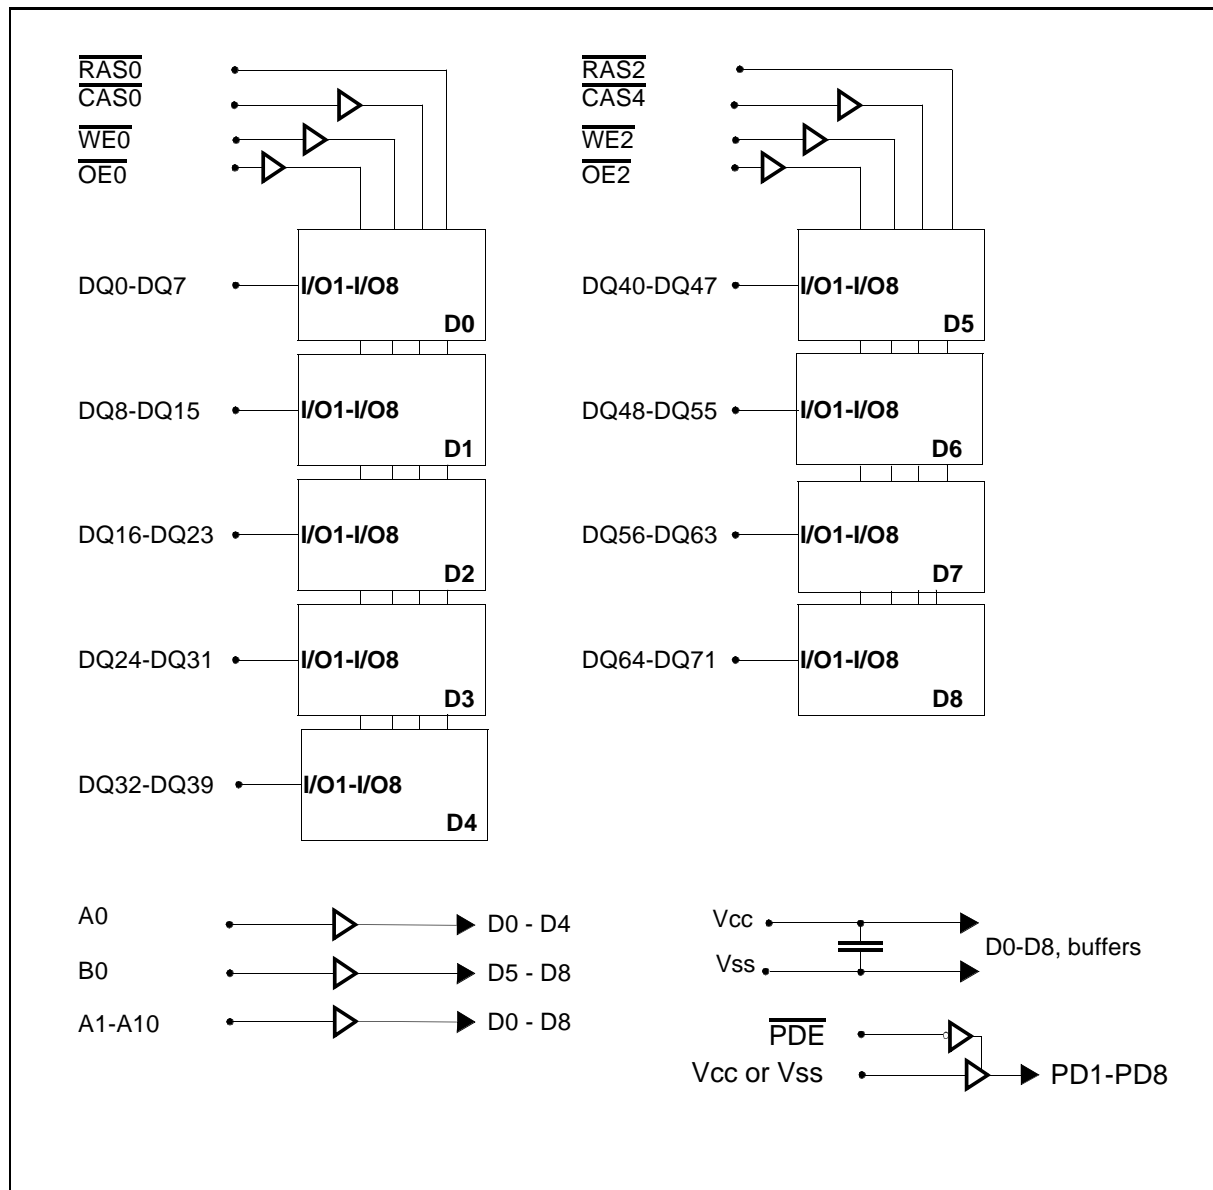 RAS0
CAS0
WE0
OE0
DQ0-DQ7
I/O1-I/O8
D0
DQ8-DQ15
I/O1-I/O8
D1
DQ16-DQ23
I/O1-I/O8
D2
DQ24-DQ31
I/O1-I/O8
D3
DQ32-DQ39
I/O1-I/O8
D4
RAS2
CAS4
WE2
OE2
DQ40-DQ47
I/O1-I/O8
D5
DQ48-DQ55
I/O1-I/O8
D6
DQ56-DQ63
I/O1-I/O8
D7
DQ64-DQ71
I/O1-I/O8
D8
A0
D0 - D4
B0
D5 - D8
A1-A10
D0 - D8
Vcc
Vss
D0-D8, buffers
PDE
Vcc or Vss
PD1-PD8